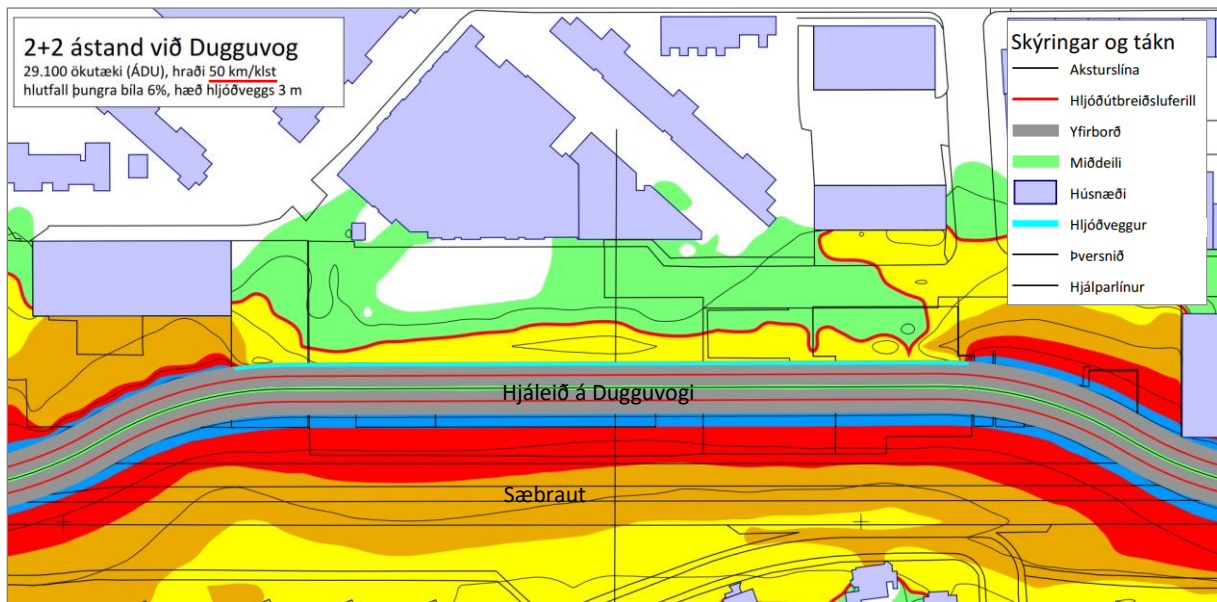 2+2 ástand við Dugguvog
29.100 ökutæki (ÁDU), hraði 50 km/klst
hlutfall þungra bíla 6%, hæð hljóðveggs 3 m
Skýringar og tákn
Aksturslína
Hljóðútbreiðsluferill
Yfirborð
Miðdeili
Húsnæði
Hljóðveggur
Þversnið
Hjálparlínur
Hjáleið á Dugguvogi
Sæbraut